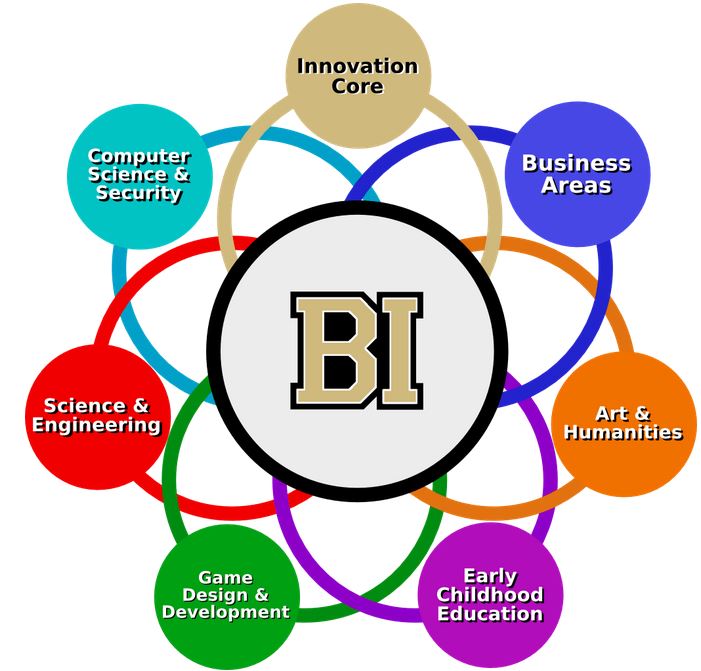 Innovation
Core
Computer
Science &
Security
Business
Areas
BI
Science &
Engineering
Art &
Humanities
Game
Design &
Development
Early
Childhood
Education